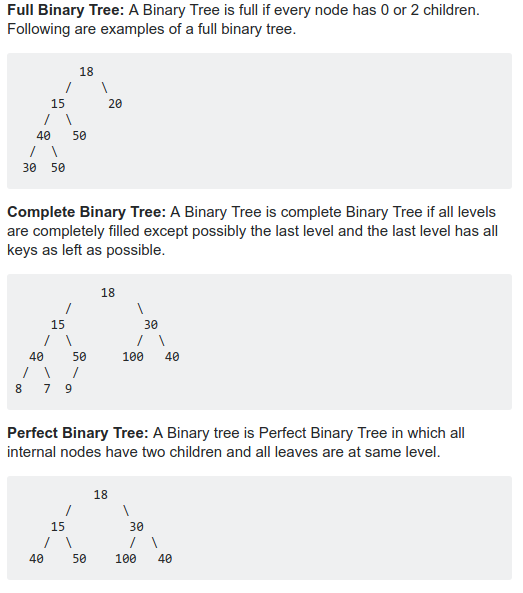 Full Binary Tree: A Binary Tree is full if every node has 0 or 2 children.
Following are examples of a full binary tree.
18
/ \
15 20
/ \
40 50
/ \
30 50
Complete Binary Tree: A Binary Tree is complete Binary Tree if all levels
are completely filled except possibly the last level and the last level has all
keys as left as possible.
18
/ \
15 30
/ \ / \
40 50 100 40
/ \ /
8 7 9
Perfect Binary Tree: A Binary tree is Perfect Binary Tree in which all
internal nodes have two children and all leaves are at same level.
18
/ \
15 30
/ \ / \
40 50 100 40